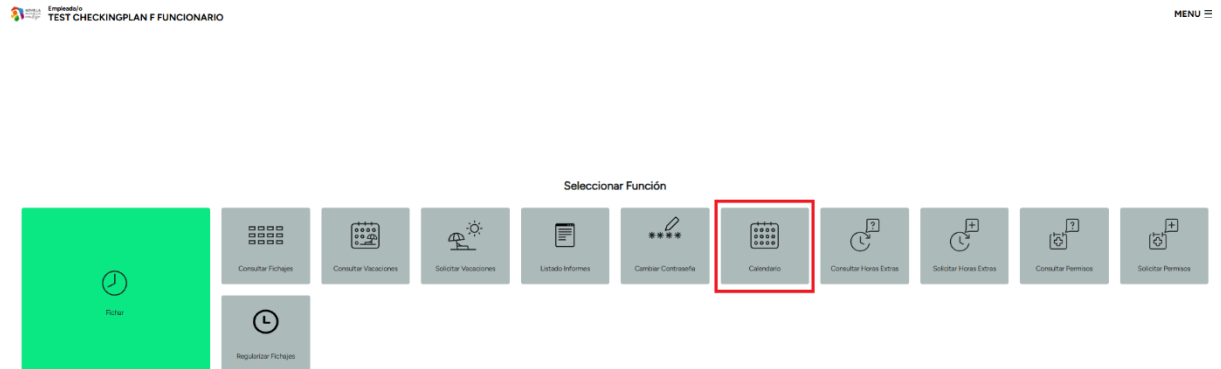 Empleada/o
TEST CHECKINGPLAN F FUNCIONARIO
MENU
Seleccionar Función
Fichar
Consultar Fichajes
Consultar Vacaciones
Solicitar Vacaciones
Listado Informes
Cambiar Contraseña
Calendario
Consultar Horas Extras
Solicitar Horas Extras
Consultar Permisos
Solicitar Permisos
Regularizar Fichajes